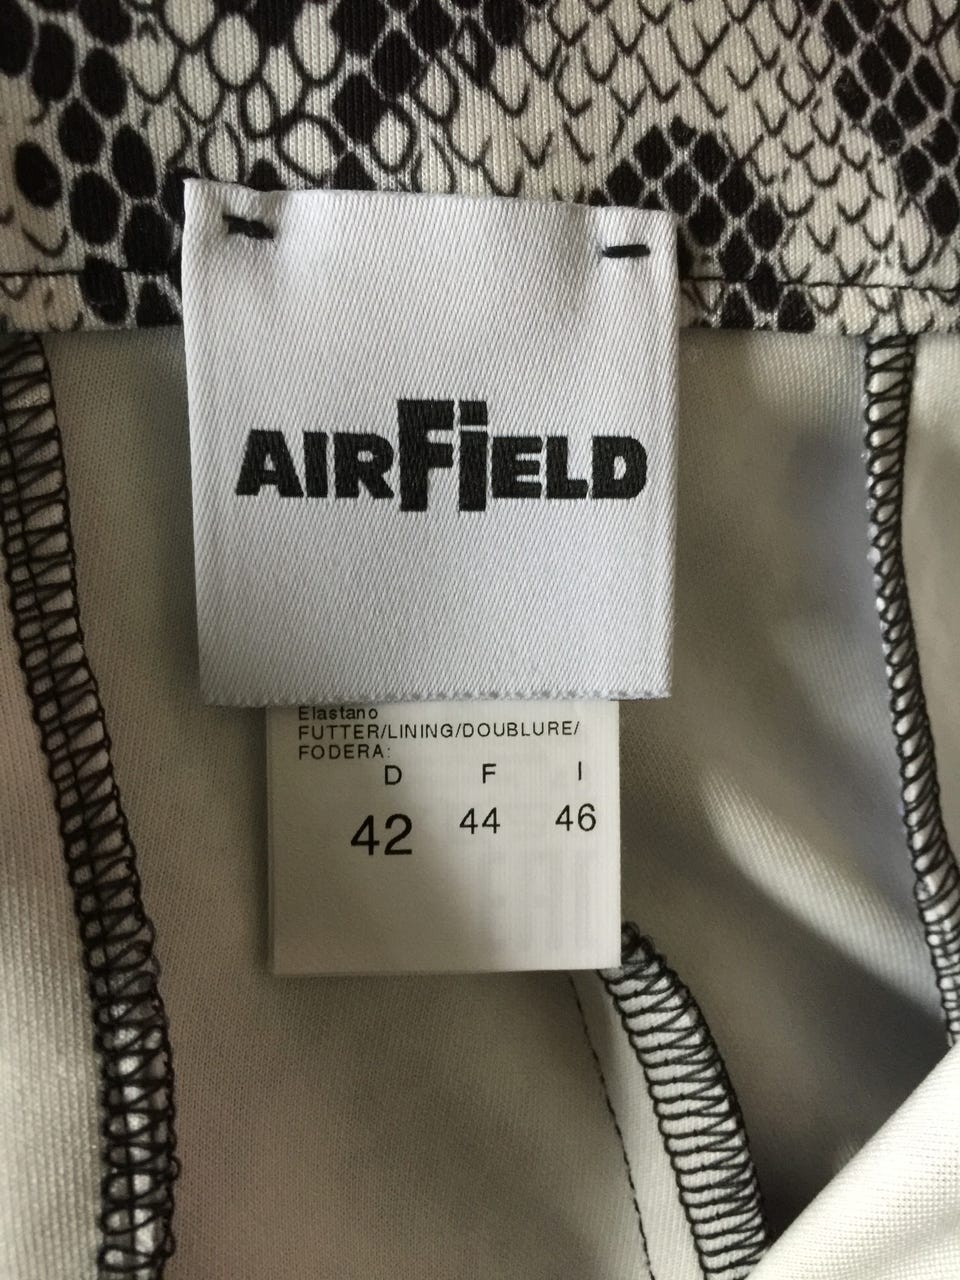 AIRFiELD
Elastano
FUTTER/LINING/DOUBLURE/
FODERA:
D F I
42 44 46